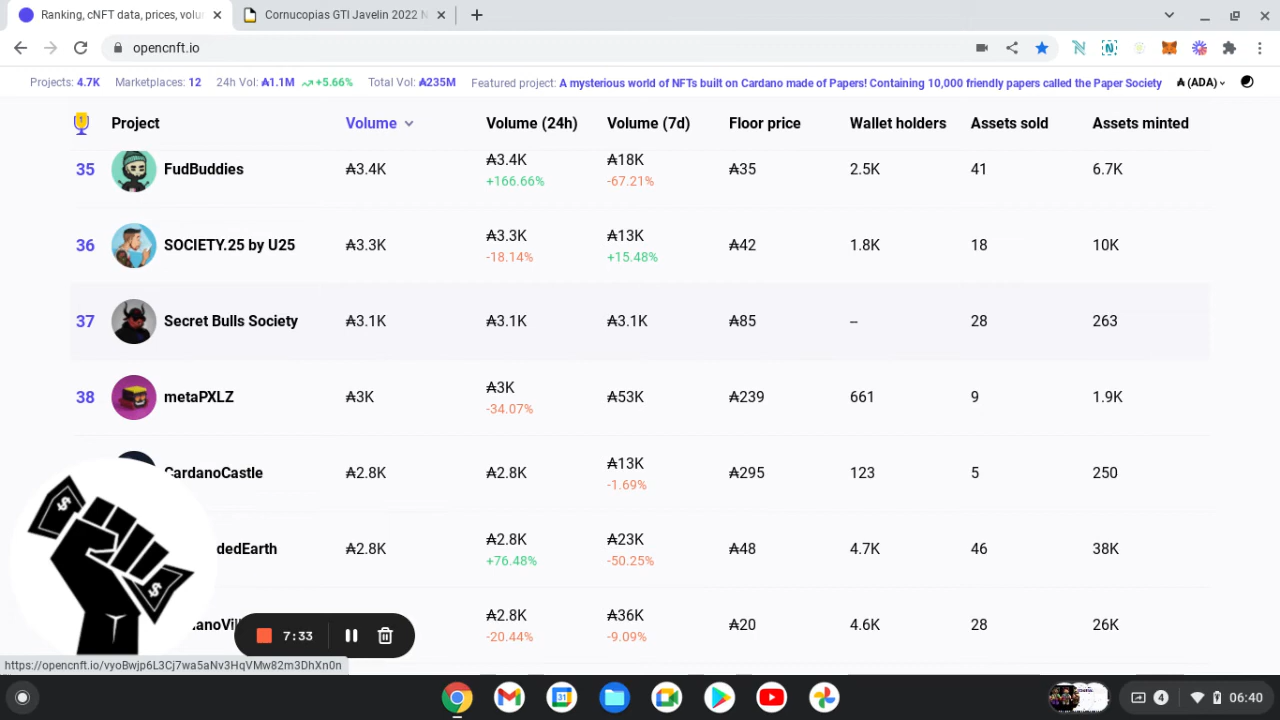 Ranking, cNFT data, prices, volu
Cornucopias GTI Javelin 2022 N
opencnft.io
Projects: 4.7K Marketplaces: 12 24h Vol: ₳1.1M +5.66% Total Vol: ₳235M Featured project: A mysterious world of NFTs built on Cardano made of Papers! Containing 10,000 friendly papers called the Paper Society ₳ (ADA)
Project Volume Volume (24h) Volume (7d) Floor price Wallet holders Assets sold Assets minted
35 FudBuddies ₳3.4K ₳3.4K ₳18K ₳35 2.5K 41 6.7K
+166.66% -67.21%
36 SOCIETY.25 by U25 ₳3.3K ₳3.3K ₳13K ₳42 1.8K 18 10K
-18.14% +15.48%
37 Secret Bulls Society ₳3.1K ₳3.1K ₳3.1K ₳85 – 28 263
38 metaPXLZ ₳3K ₳3K ₳53K ₳239 661 9 1.9K
-34.07%
CardanoCastle ₳2.8K ₳2.8K ₳13K ₳295 123 5 250
-1.69%
dedEarth ₳2.8K ₳2.8K ₳23K ₳48 4.7K 46 38K
+76.48% -50.25%
anoVil ₳2.8K ₳36K ₳20 4.6K 28 26K
-20.44% -9.09%
7:33
https://opencnft.io/vyoBwjp6L3Cj7wa5aNv3HqVMw82m3DhXn0n
4 06:40